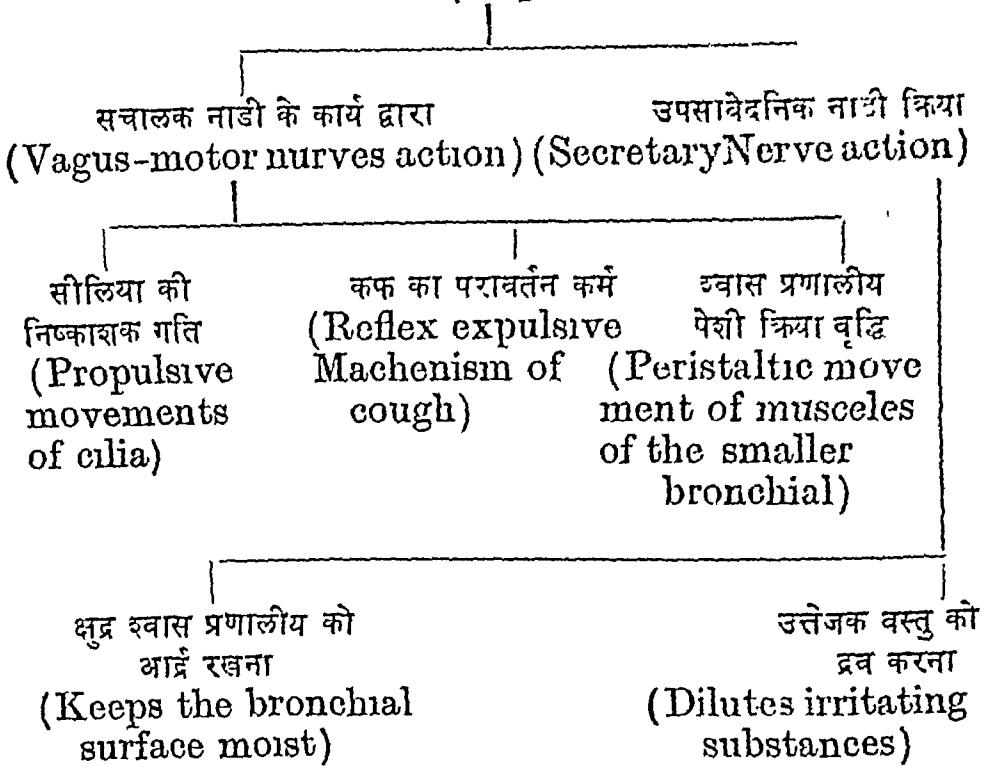 सचालक नाडी के कार्य द्वारा उपसावेदनिक नाडी क्रिया
(Vagus-motor nurves action) (Secretary Nerve action)
सीलिया की कफ का परावर्तन कर्म श्वास प्रणालीय
निष्काशक गति (Reflex expulsive पेशी क्रिया वृद्धि
(Propulsive Machenism of (Peristaltic move
movements cough) ment of musceles
of cilia) of the smaller
bronchial)
क्षुद्र श्वास प्रणालीय को उत्तेजक वस्तु को
आर्द्र रखना द्रव करना
(Keeps the bronchial (Dilutes irritating
surface moist) substances)